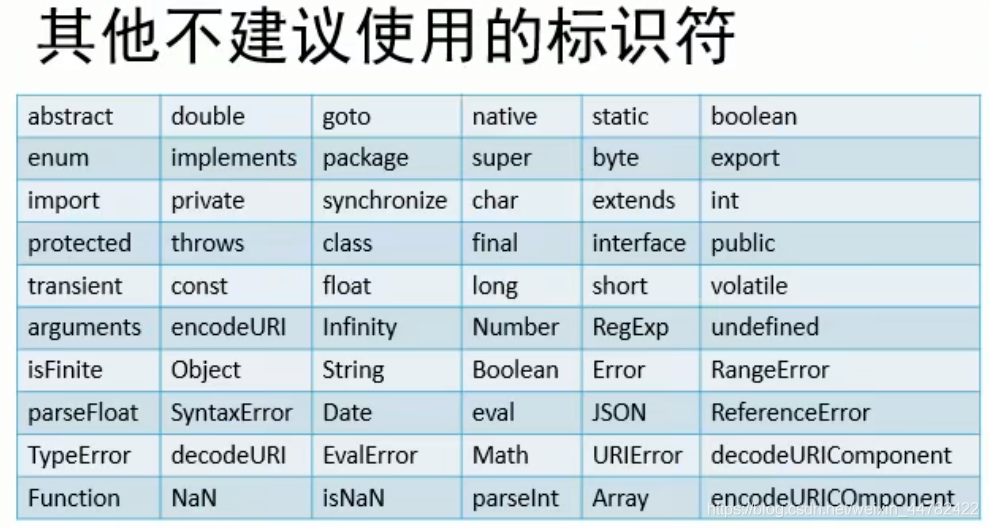 其他不建议使用的标识符
abstract double goto native static boolean
enum implements package super byte export
import private synchronize char extends int
protected throws class final interface public
transient const float long short volatile
arguments encodeURI Infinity Number RegExp undefined
isFinite Object String Boolean Error RangeError
parseFloat SyntaxError Date eval JSON ReferenceError
TypeError decodeURI EvalError Math URIError decodeURIComponent
Function NaN isNaN parseInt Array encodeURICOmponent
https://blog.csdn.net/weixin_44782422